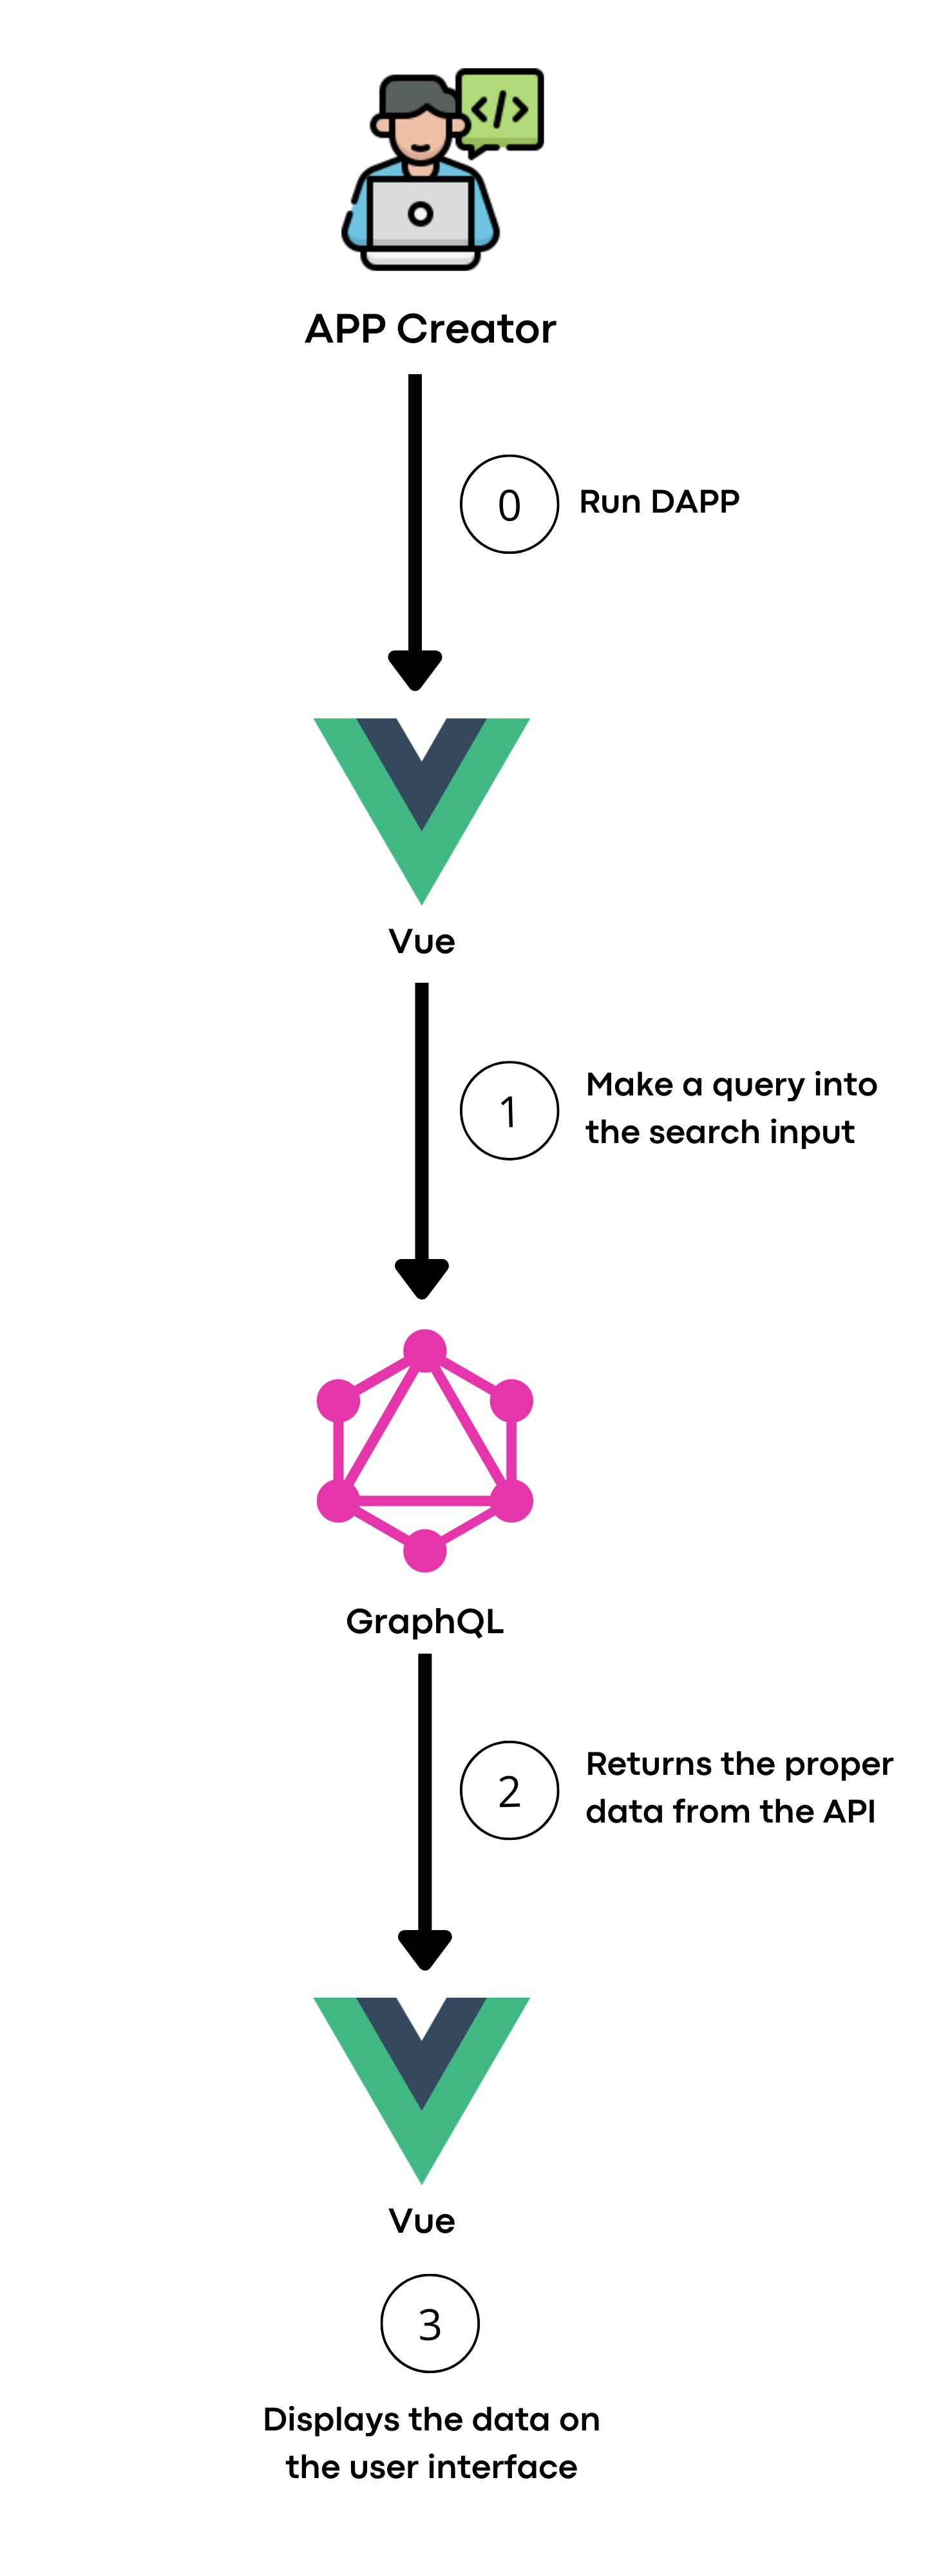 </>
APP Creator
0
Run DAPP
Vue
1
Make a query into
the search input
GraphQL
2
Returns the proper
data from the API
Vue
3
Displays the data on
the user interface